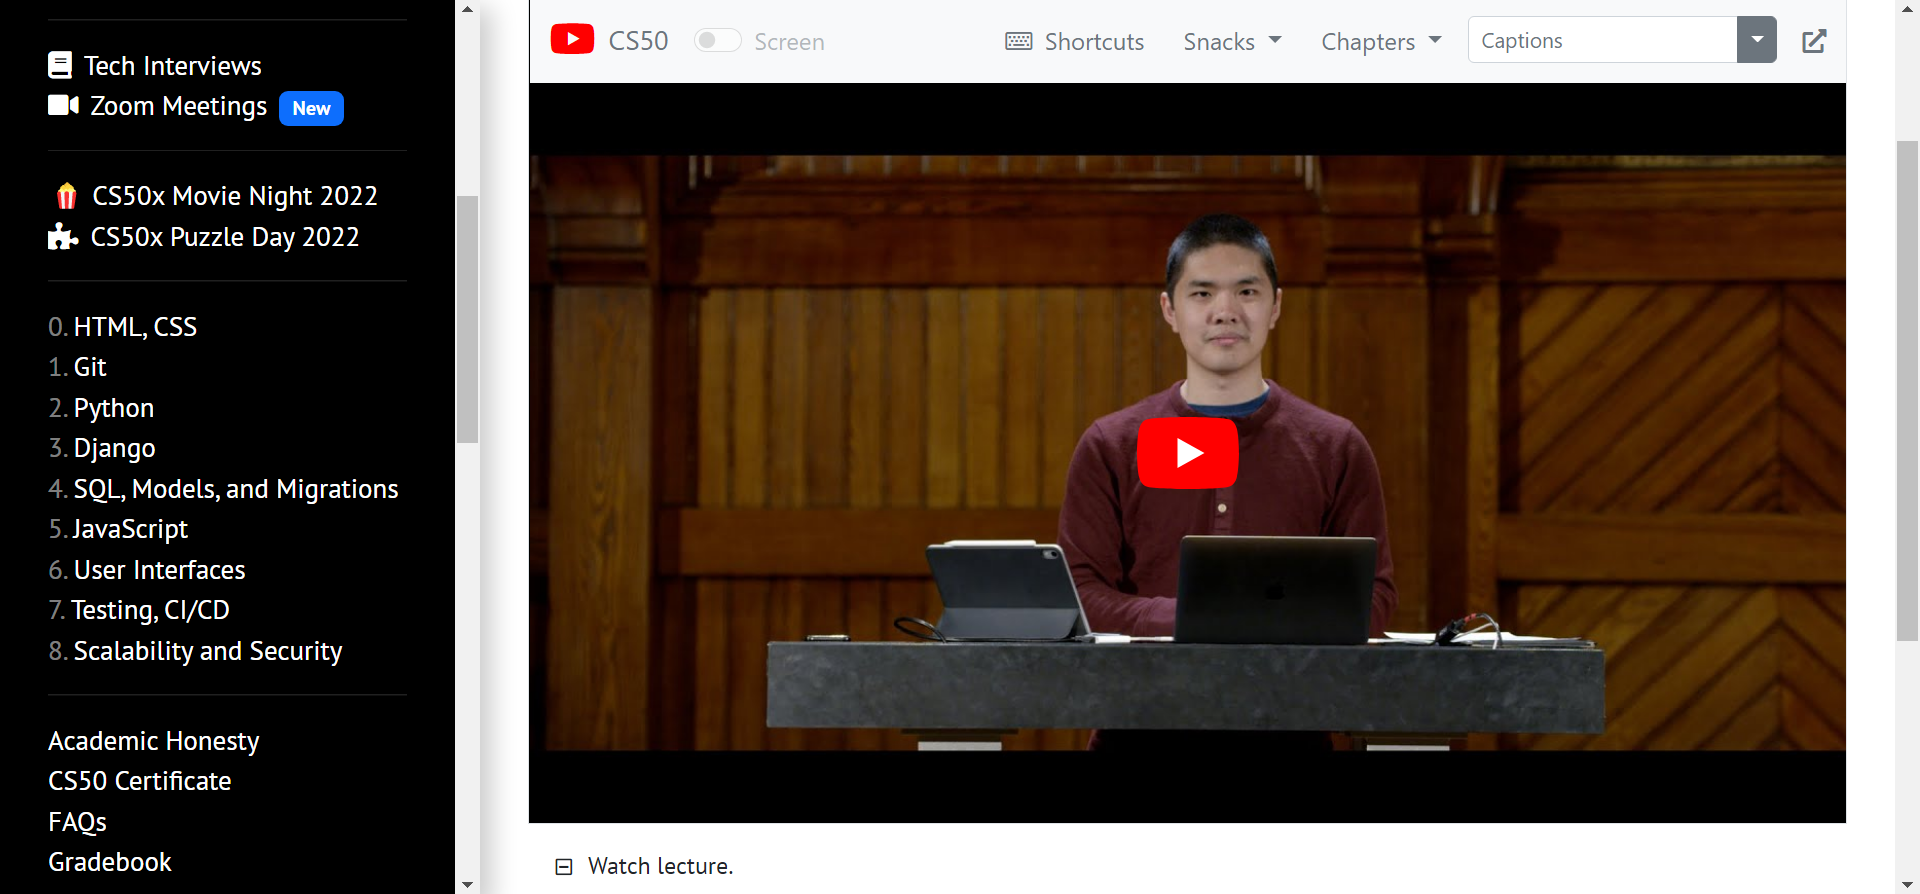 Tech Interviews
Zoom Meetings New
CS50x Movie Night 2022
CS50x Puzzle Day 2022
0. HTML, CSS
1. Git
2. Python
3. Django
4. SQL, Models, and Migrations
5. JavaScript
6. User Interfaces
7. Testing, CI/CD
8. Scalability and Security
Academic Honesty
CS50 Certificate
FAQs
Gradebook
CS50 Screen Shortcuts Snacks Chapters Captions
Watch lecture.